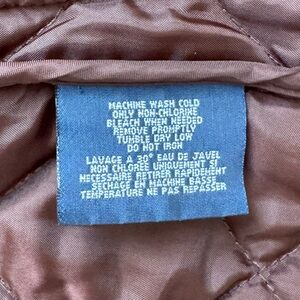 MACHINE WASH COLD
ONLY NON-CHLORINE
BLEACH WHEN NEEDED
REMOVE PROMPTLY
TUMBLE DRY LOW
DO NOT IRON
LAVAGE A 30° EAU DE JAVEL
NON CHLOREE UNIQUEMENT SI
NECESSAIRE RETIRER RAPIDEMENT
SECHAGE EN MACHINE BASSE
TEMPERATURE NE PAS REPASSER